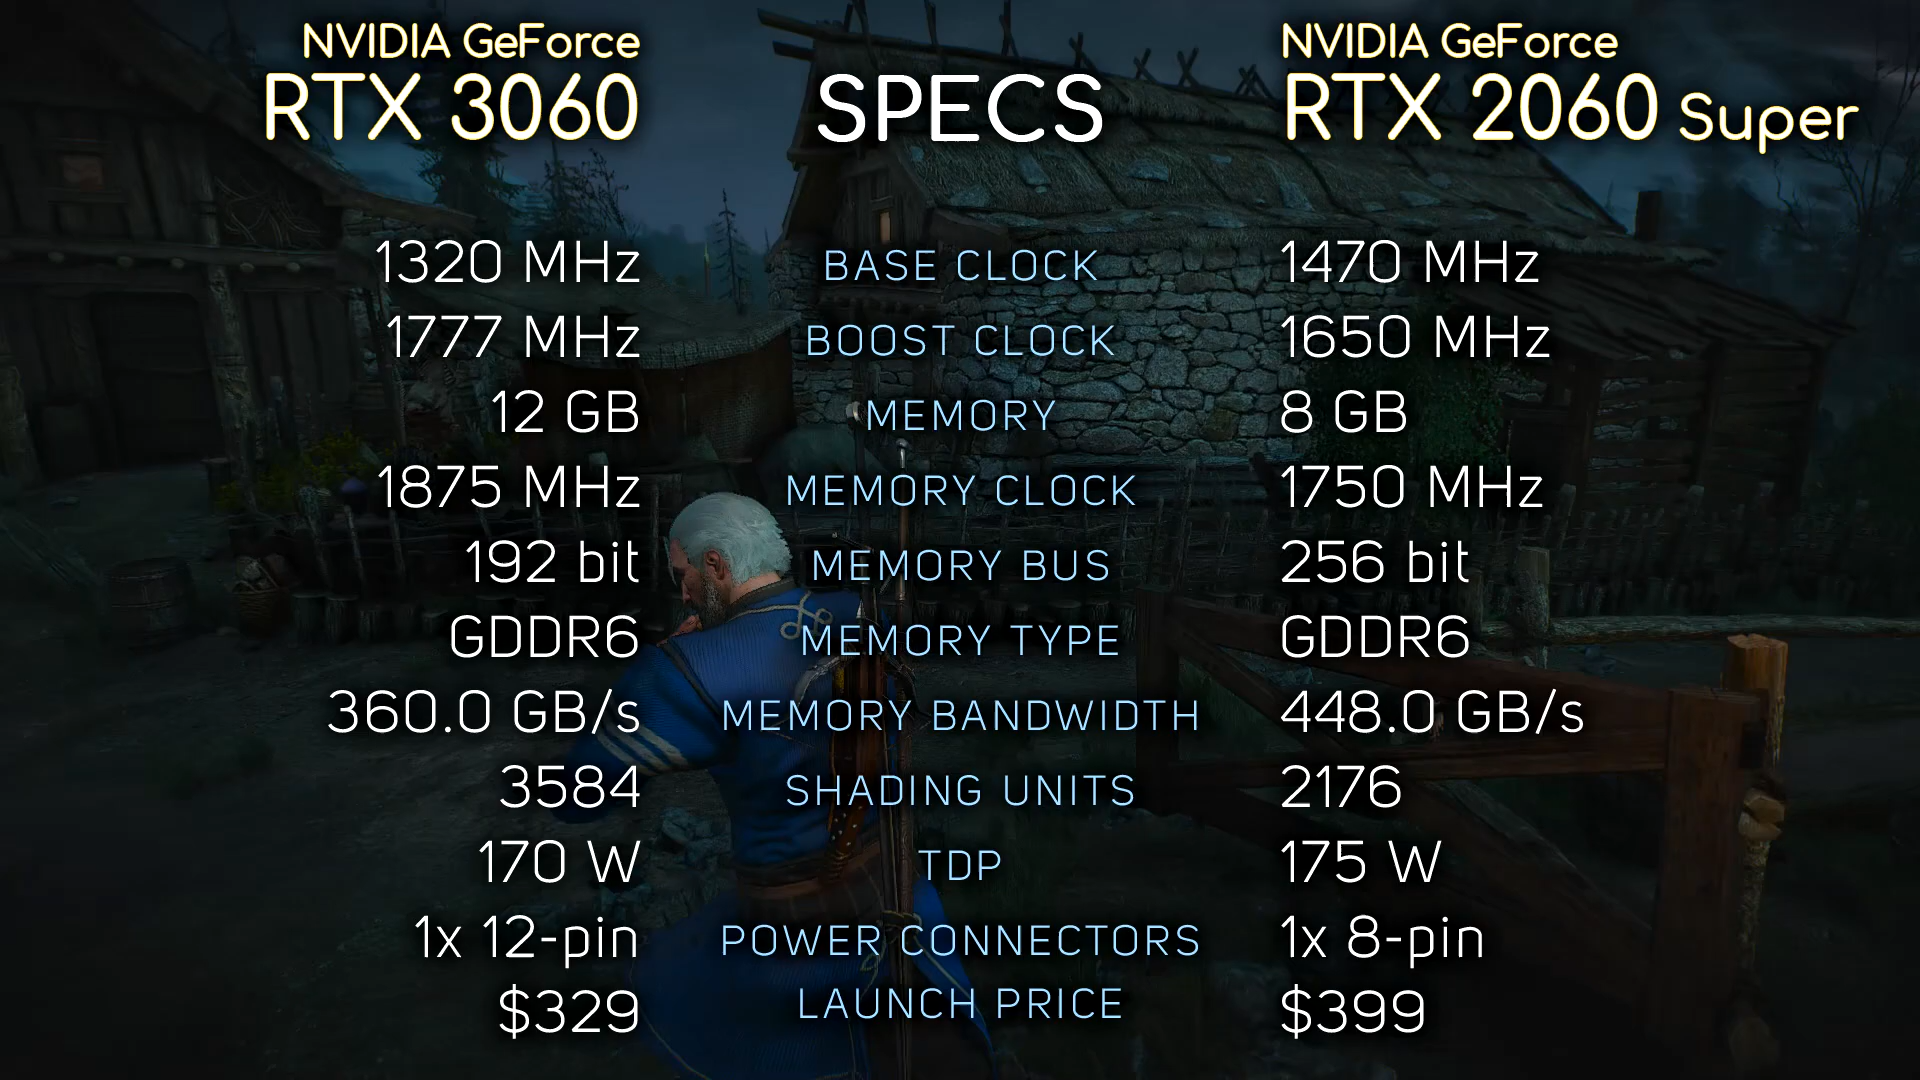 NVIDIA GeForce
RTX 3060
SPECS
NVIDIA GeForce
RTX 2060 Super
1320 MHz BASE CLOCK 1470 MHz
1777 MHz BOOST CLOCK 1650 MHz
12 GB MEMORY 8 GB
1875 MHz MEMORY CLOCK 1750 MHz
192 bit MEMORY BUS 256 bit
GDDR6 MEMORY TYPE GDDR6
360.0 GB/s MEMORY BANDWIDTH 448.0 GB/s
3584 SHADING UNITS 2176
170 W TDP 175 W
1x 12-pin POWER CONNECTORS 1x 8-pin
$329 LAUNCH PRICE $399